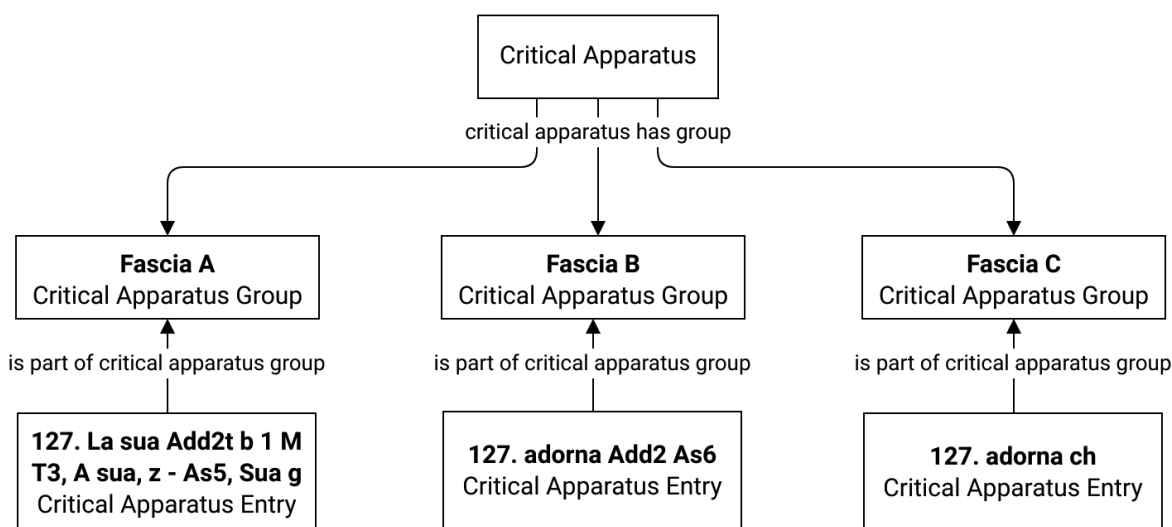 Critical Apparatus
critical apparatus has group
Fascia A
Critical Apparatus Group
Fascia B
Critical Apparatus Group
Fascia C
Critical Apparatus Group
is part of critical apparatus group
is part of critical apparatus group
is part of critical apparatus group
127. La sua Add2t b 1 M
T3, A sua, z - As5, Sua g
Critical Apparatus Entry
127. adorna Add2 As6
Critical Apparatus Entry
127. adorna ch
Critical Apparatus Entry